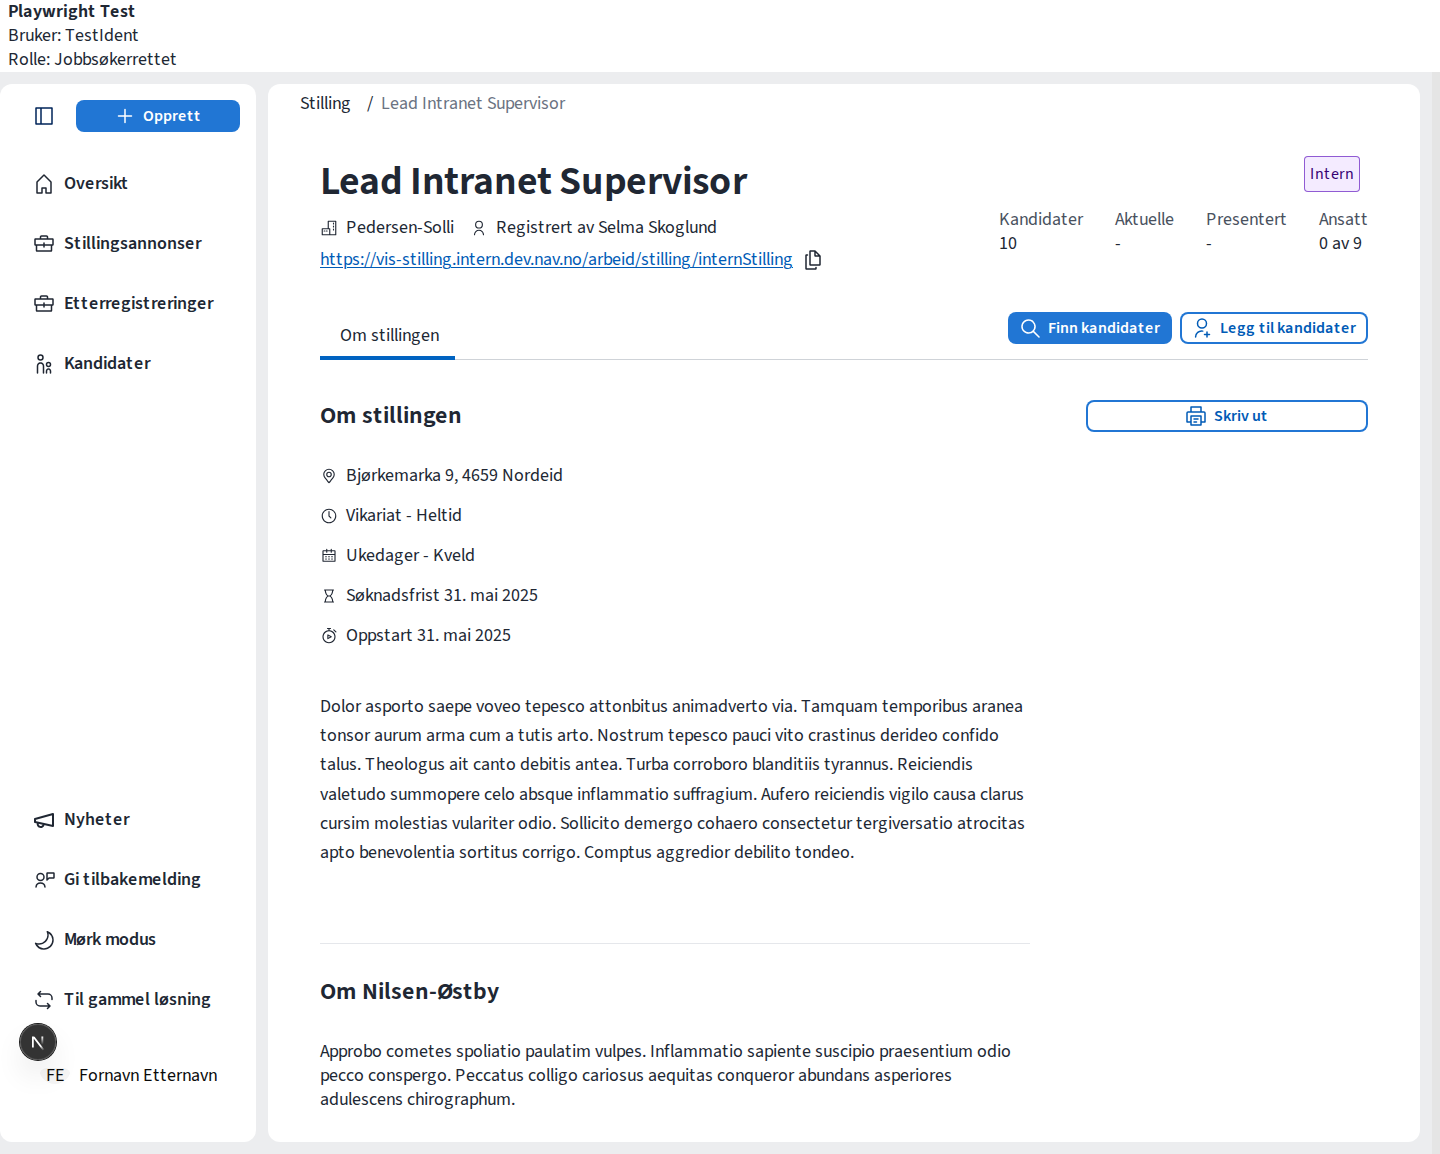 Playwright Test
Bruker: TestIdent
Rolle: Jobbsøkerrettet
Opprett
Oversikt
Stillingsannonser
Etterregistreringer
Kandidater
Nyheter
Gi tilbakemelding
Mørk modus
Til gammel løsning
N
FE Fornavn Etternavn
Stilling / Lead Intranet Supervisor
Lead Intranet Supervisor
Intern
Pedersen-Solli Registrert av Selma Skoglund
https://vis-stilling.intern.dev.nav.no/arbeid/stilling/internStilling
Kandidater Aktuelle Presentert Ansatt
10 - - 0 av 9
Om stillingen
Finn kandidater
Legg til kandidater
Om stillingen
Skriv ut
Bjørkemarka 9, 4659 Nordeid
Vikariat - Heltid
Ukedager - Kveld
Søknadsfrist 31. mai 2025
Oppstart 31. mai 2025
Dolor asporto saepe voveo tepesco attonbitus animadverto via. Tamquam temporibus aranea
tonsor aurum arma cum a tutis arto. Nostrum tepesco pauci vito crastinus derideo confido
talus. Theologus ait canto debitis antea. Turba corroboro blanditiis tyrannus. Reiciendis
valetudo summopere celo absque inflammatio suffragium. Aufero reiciendis vigilo causa clarus
cursim molestias vulariter odio. Sollicito demergo cohaero consectetur tergiversatio atrocitas
apto benevolentia sortitus corrigo. Comptus aggredior debilito tondeo.
Om Nilsen-Østby
Approbo cometes spoliatio paulatim vulpes. Inflammatio sapiente suscipio praesentium odio
pecco conspergo. Peccatus colligo cariosus aequitas conqueror abundans asperiores
adulescens chirographum.